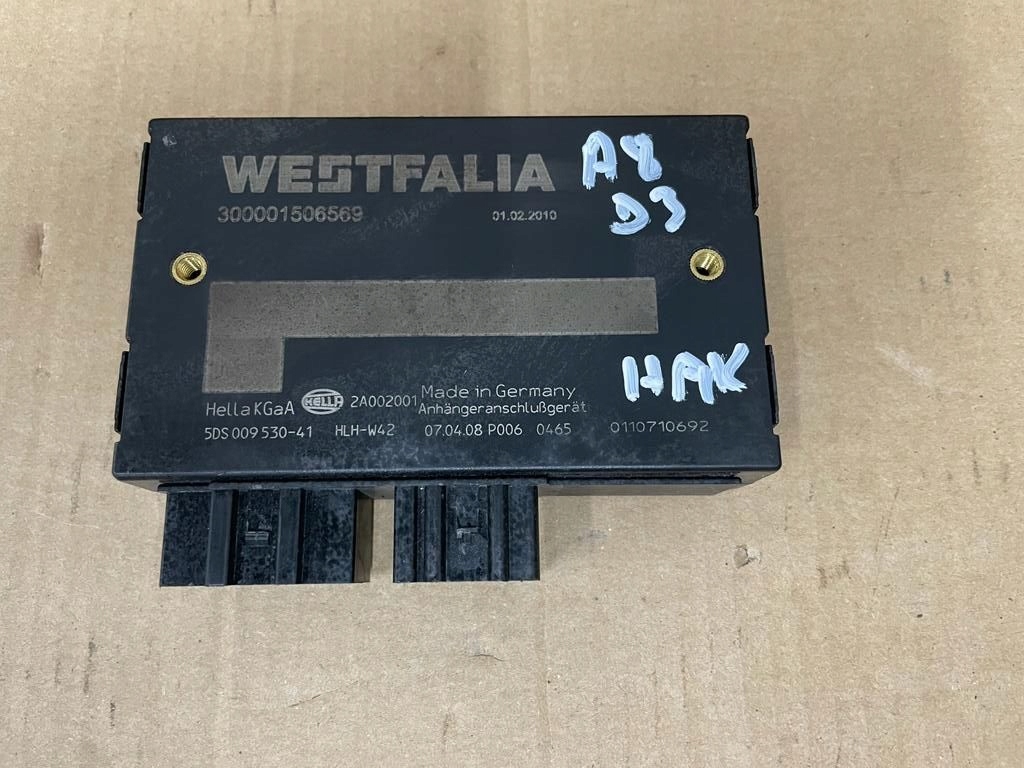 WESTFALIA
300001506569 01.02.2010
A8
D3
HAK
Hella KGaA HELLA 2A002001 Made in Germany
Anhängeranschlußgerät
5DS 009 530-41 HLH-W42 07.04.08 P006 0465 0110710692